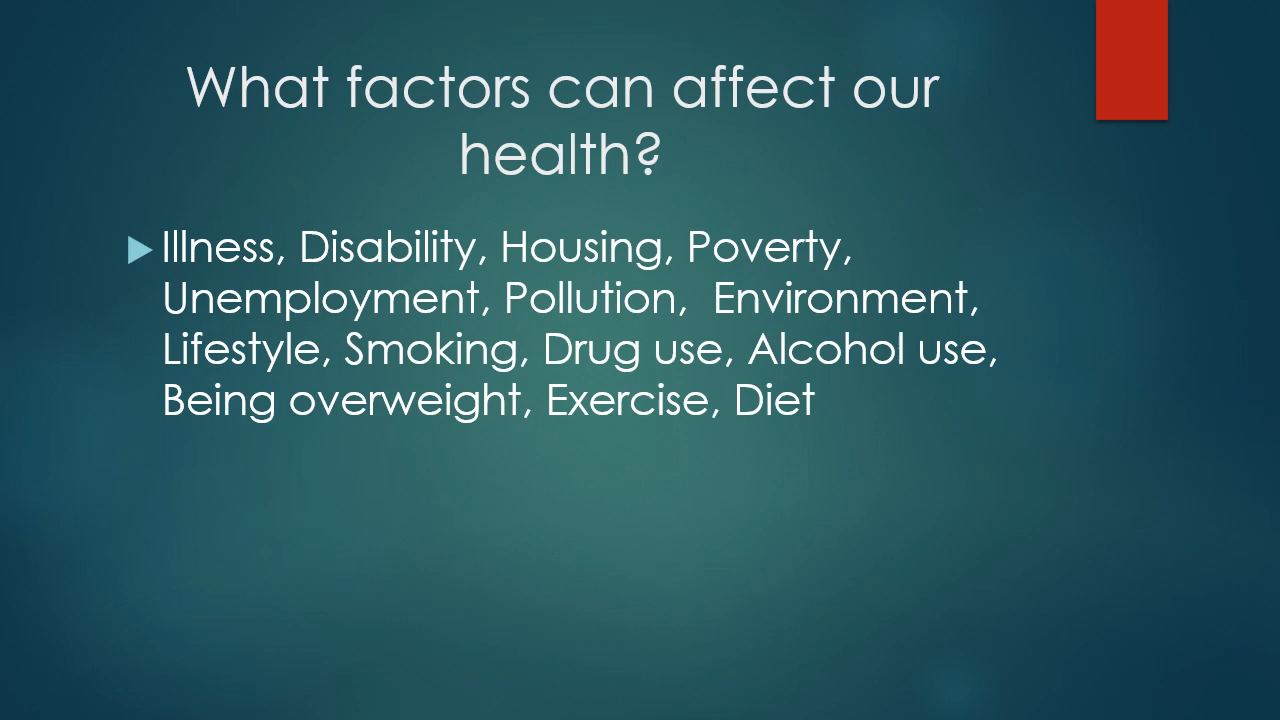 What factors can affect our
health?
Illness, Disability, Housing, Poverty,
Unemployment, Pollution,  Environment,
Lifestyle, Smoking, Drug use, Alcohol use,
Being overweight, Exercise, Diet